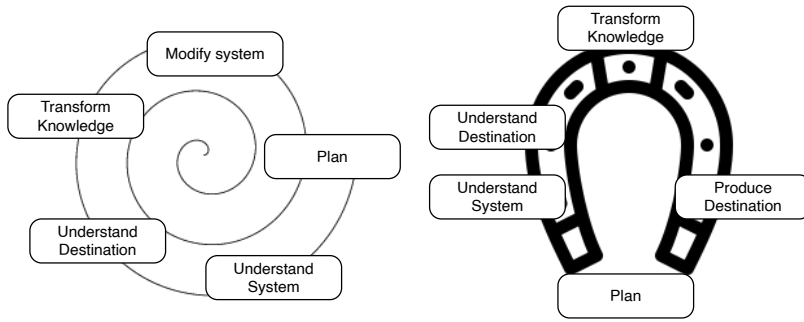 Modify system
Transform
Knowledge
Plan
Understand
Destination
Understand
System
Transform
Knowledge
Understand
Destination
Understand
System
Produce
Destination
Plan